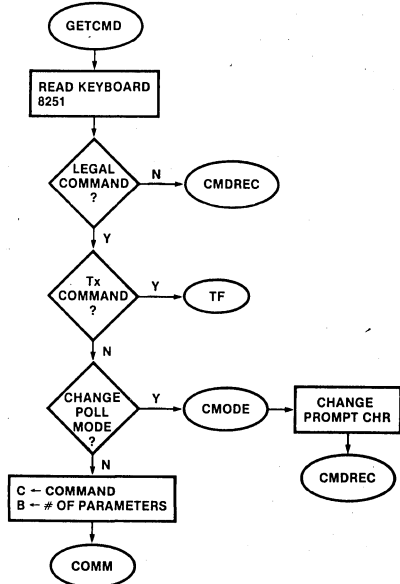 GETCMD
READ KEYBOARD
8251
LEGAL
COMMAND
?
N
CMDREC
Y
Tx
COMMAND
?
Y
TF
N
CHANGE
POLL
MODE
?
Y
CMODE
CHANGE
PROMPT CHR
CMDREC
N
C ← COMMAND
B ← # OF PARAMETERS
COMM